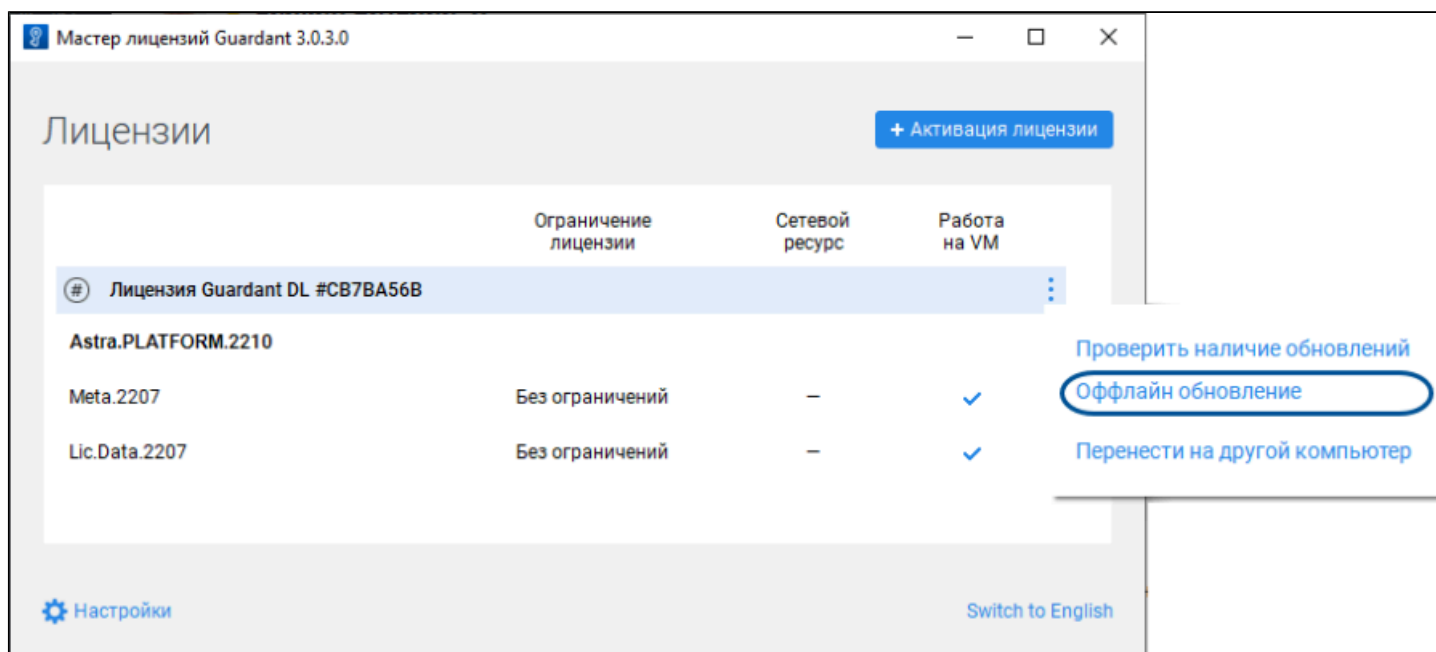 Мастер лицензий Guardant 3.0.3.0
Лицензии
+ Активация лицензии
Ограничение лицензии
Сетевой ресурс
Работа на VM
# Лицензия Guardant DL #CB7BA56B
Astra.PLATFORM.2210
Meta.2207 Без ограничений –
Lic.Data.2207 Без ограничений –
Проверить наличие обновлений
Оффлайн обновление
Перенести на другой компьютер
Настройки
Switch to English